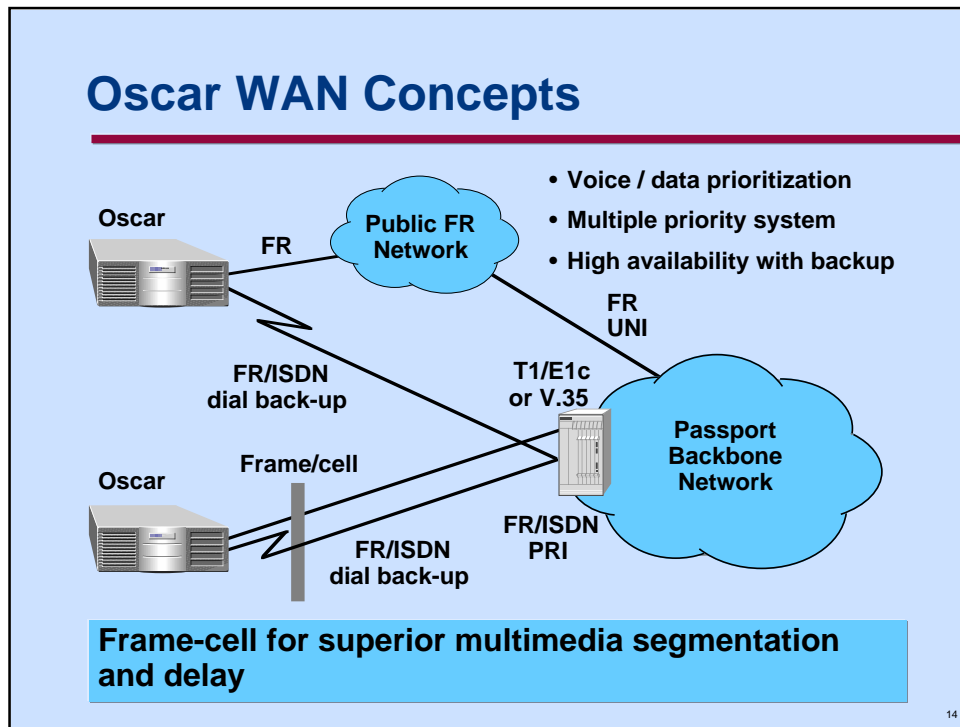 Oscar WAN Concepts
• Voice / data prioritization
• Multiple priority system
• High availability with backup
Oscar
FR
Public FR
Network
FR
UNI
FR/ISDN
dial back-up
T1/E1c
or V.35
Passport
Backbone
Network
Oscar
Frame/cell
FR/ISDN
dial back-up
FR/ISDN
PRI
Frame-cell for superior multimedia segmentation
and delay
14